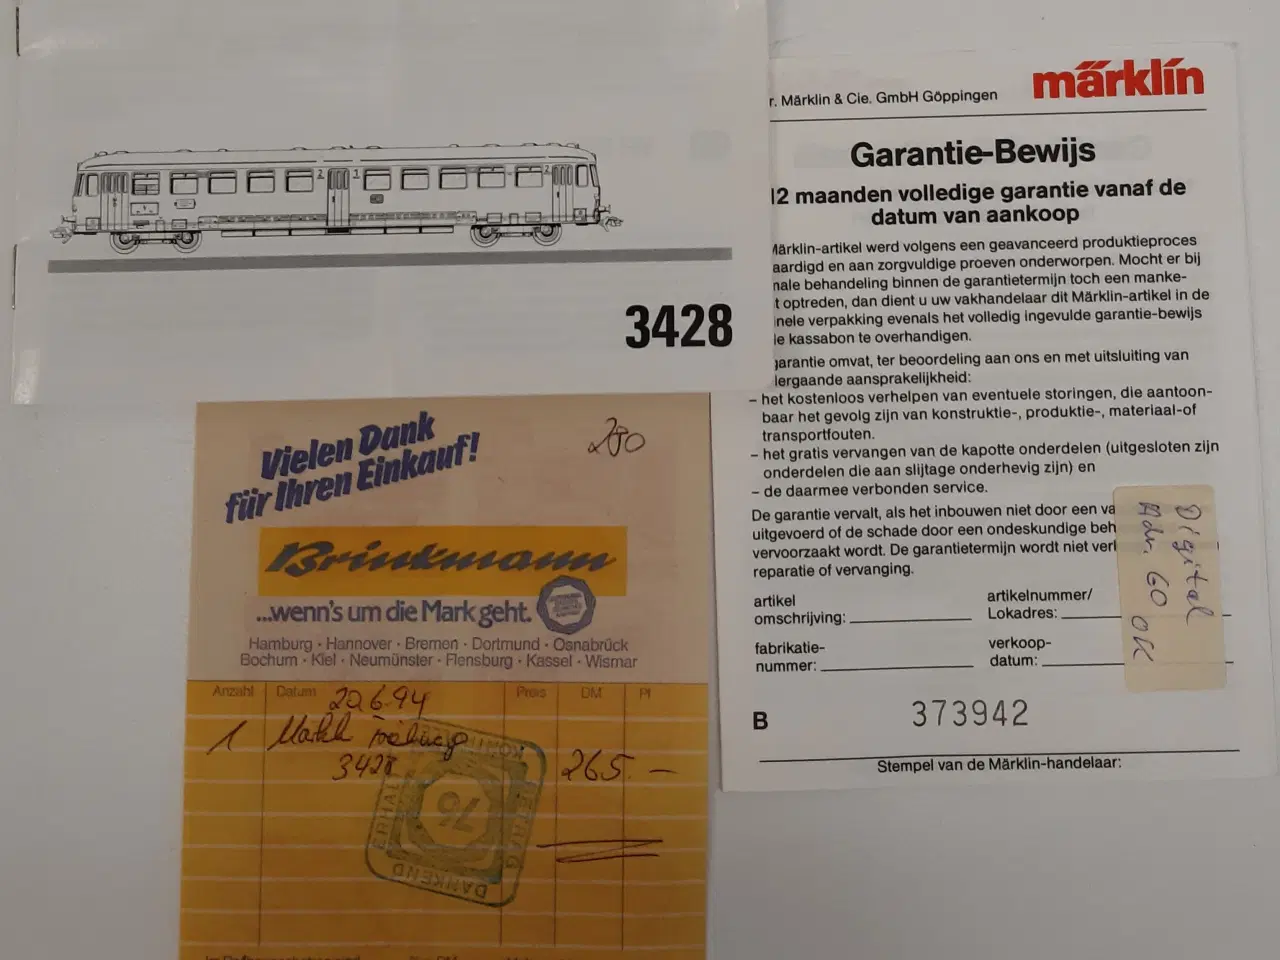 3428
r. Märklin & Cie. GmbH Göppingen
märklin
Garantie-Bewijs
12 maanden volledige garantie vanaf de
datum van aankoop
Märklin-artikel werd volgens een geavanceerd produktieproces
aardigd en aan zorgvuldige proeven onderworpen. Mocht er bij
male behandeling binnen de garantietermijn toch een manke-
t optreden, dan dient u uw vakhandelaar dit Märklin-artikel in de
nele verpakking evenals het volledig ingevulde garantie-bewijs
le kassabon te overhandigen.
garantie omvat, ter beoordeling aan ons en met uitsluiting van
lergaande aansprakelijkheid:
– het kostenloos verhelpen van eventuele storingen, die aantoon-
baar het gevolg zijn van konstruktie-, produktie-, materiaal-of
transportfouten.
– het gratis vervangen van de kapotte onderdelen (uitgesloten zijn
onderdelen die aan slijtage onderhevig zijn) en
– de daarmee verbonden service.
De garantie vervalt, als het inbouwen niet door een va
uitgevoerd of de schade door een ondeskundige beh
vervoorzaakt wordt. De garantietermijn wordt niet verl
reparatie of vervanging.
artikel
omschrijving:
artikelnummer/
Lokadres:
fabrikatie-
nummer:
verkoop-
datum:
B
373942
Stempel van de Märklin-handelaar:
Digital
Adr. 60 OK
Vielen Dank
für Ihren Einkauf!
280
Brinkmann
...wenn's um die Mark geht.
Hamburg · Hannover · Bremen · Dortmund · Osnabrück
Bochum · Kiel · Neumünster · Flensburg · Kassel · Wismar
Anzahl Datum Preis DM Pf
20.6.94
1 Märkl
3428 265.—
76
DANKEND
ERHAL
BETRAG